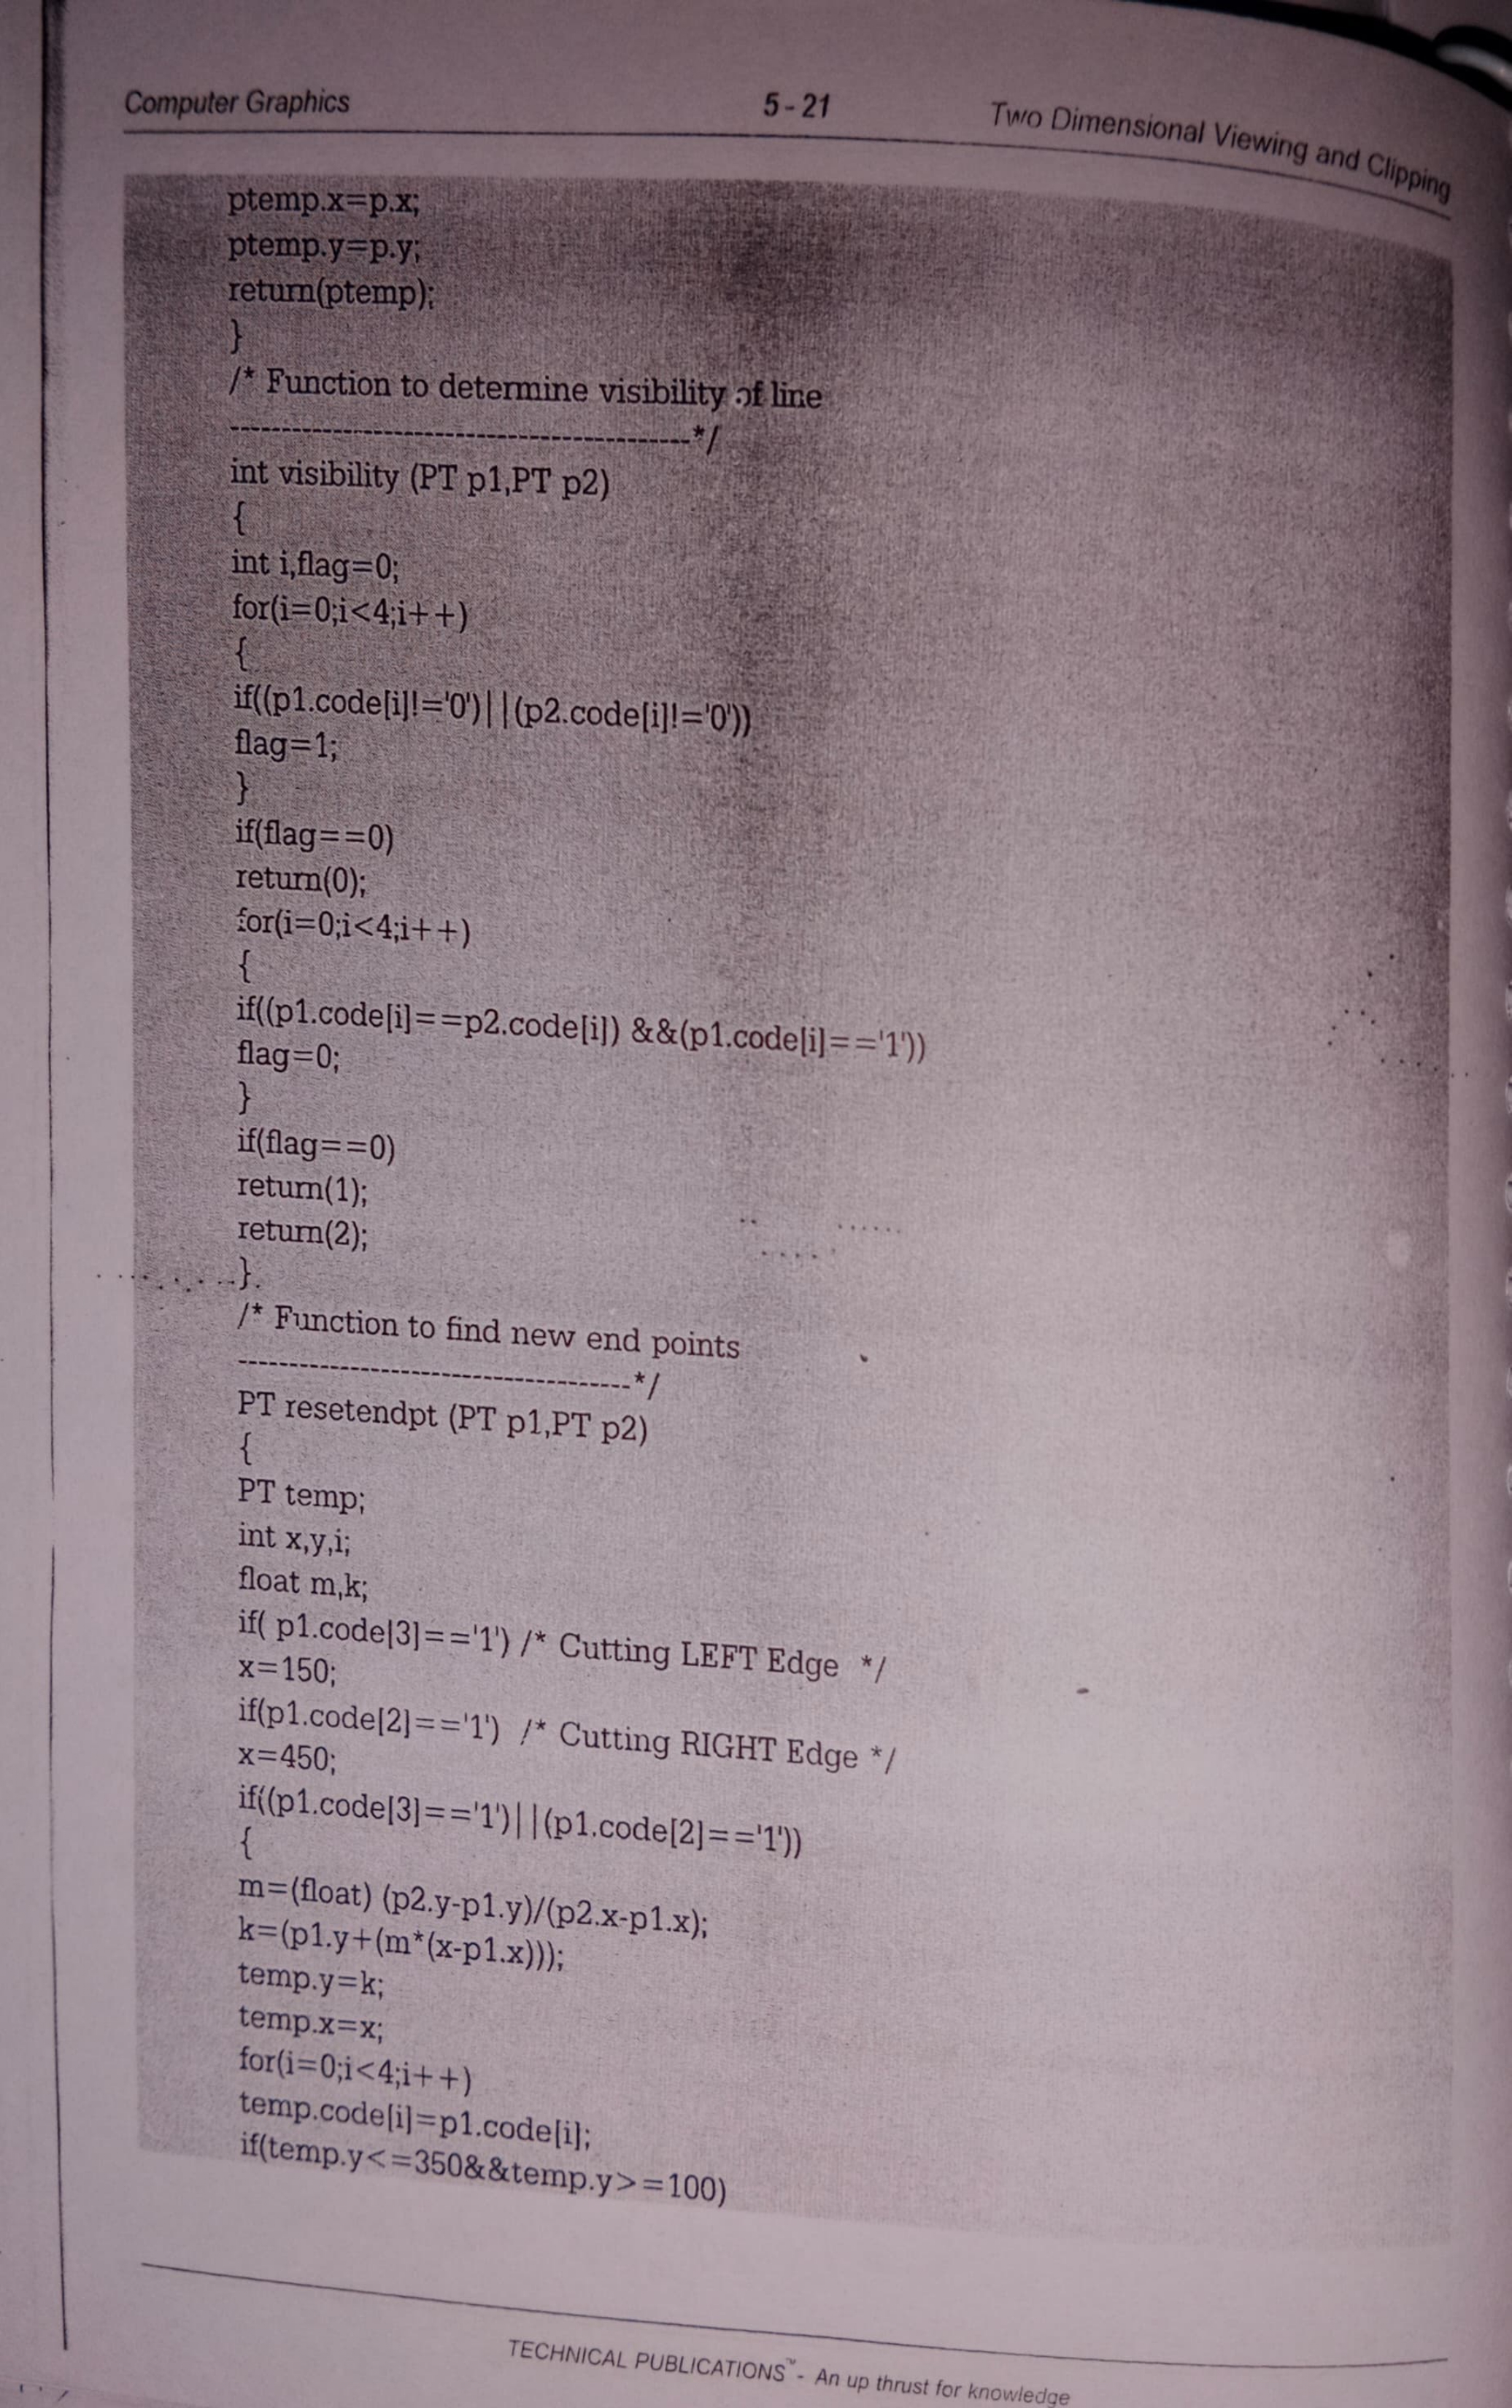 Computer Graphics 5 - 21 Two Dimensional Viewing and Clipping
ptemp.x=p.x;
ptemp.y=p.y;
return(ptemp);
}
/* Function to determine visibility of line
---------------------------------------------*/
int visibility (PT p1,PT p2)
{
int i,flag=0;
for(i=0;i<4;i++)
{
if((p1.code[i]!='0')||(p2.code[i]!='0'))
flag=1;
}
if(flag==0)
return(0);
for(i=0;i<4;i++)
{
if((p1.code[i]==p2.code[i]) &&(p1.code[i]=='1'))
flag=0;
}
if(flag==0)
return(1);
return(2);
}
/* Function to find new end points
---------------------------------------*/
PT resetendpt (PT p1,PT p2)
{
PT temp;
int x,y,i;
float m,k;
if( p1.code[3]=='1') /* Cutting LEFT Edge */
x=150;
if(p1.code[2]=='1') /* Cutting RIGHT Edge */
x=450;
if((p1.code[3]=='1')||(p1.code[2]=='1'))
{
m=(float) (p2.y-p1.y)/(p2.x-p1.x);
k=(p1.y+(m*(x-p1.x)));
temp.y=k;
temp.x=x;
for(i=0;i<4;i++)
temp.code[i]=p1.code[i];
if(temp.y<=350&&temp.y>=100)
TECHNICAL PUBLICATIONS™- An up thrust for knowledge